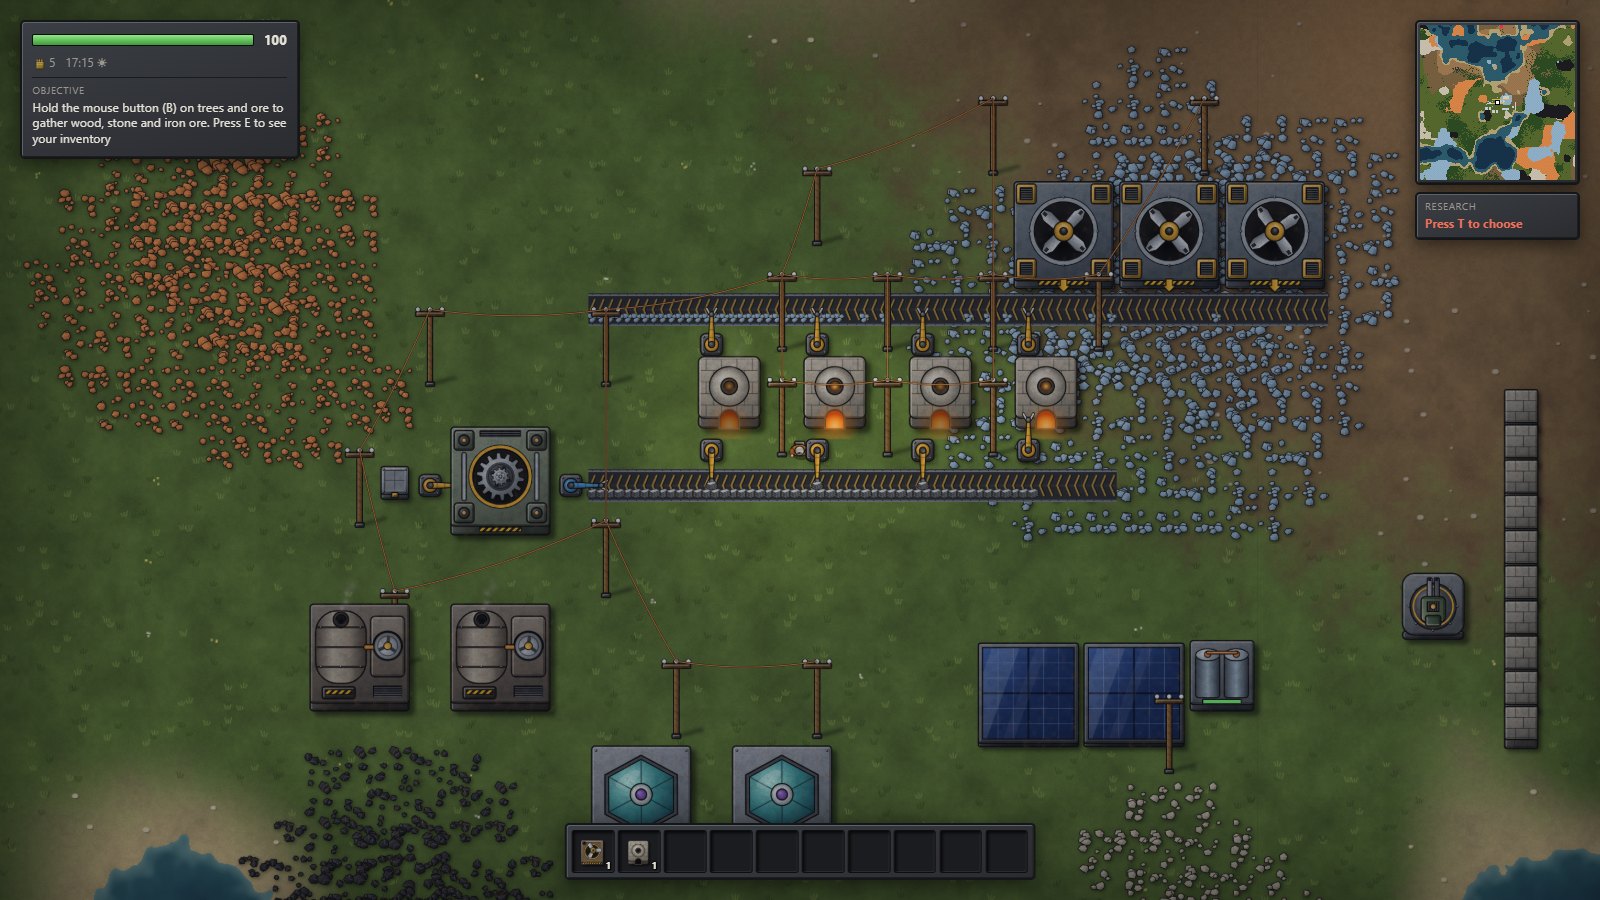 100
5 17:15
OBJECTIVE
Hold the mouse button (B) on trees and ore to
gather wood, stone and iron ore. Press E to see
your inventory
RESEARCH
Press T to choose
1
1